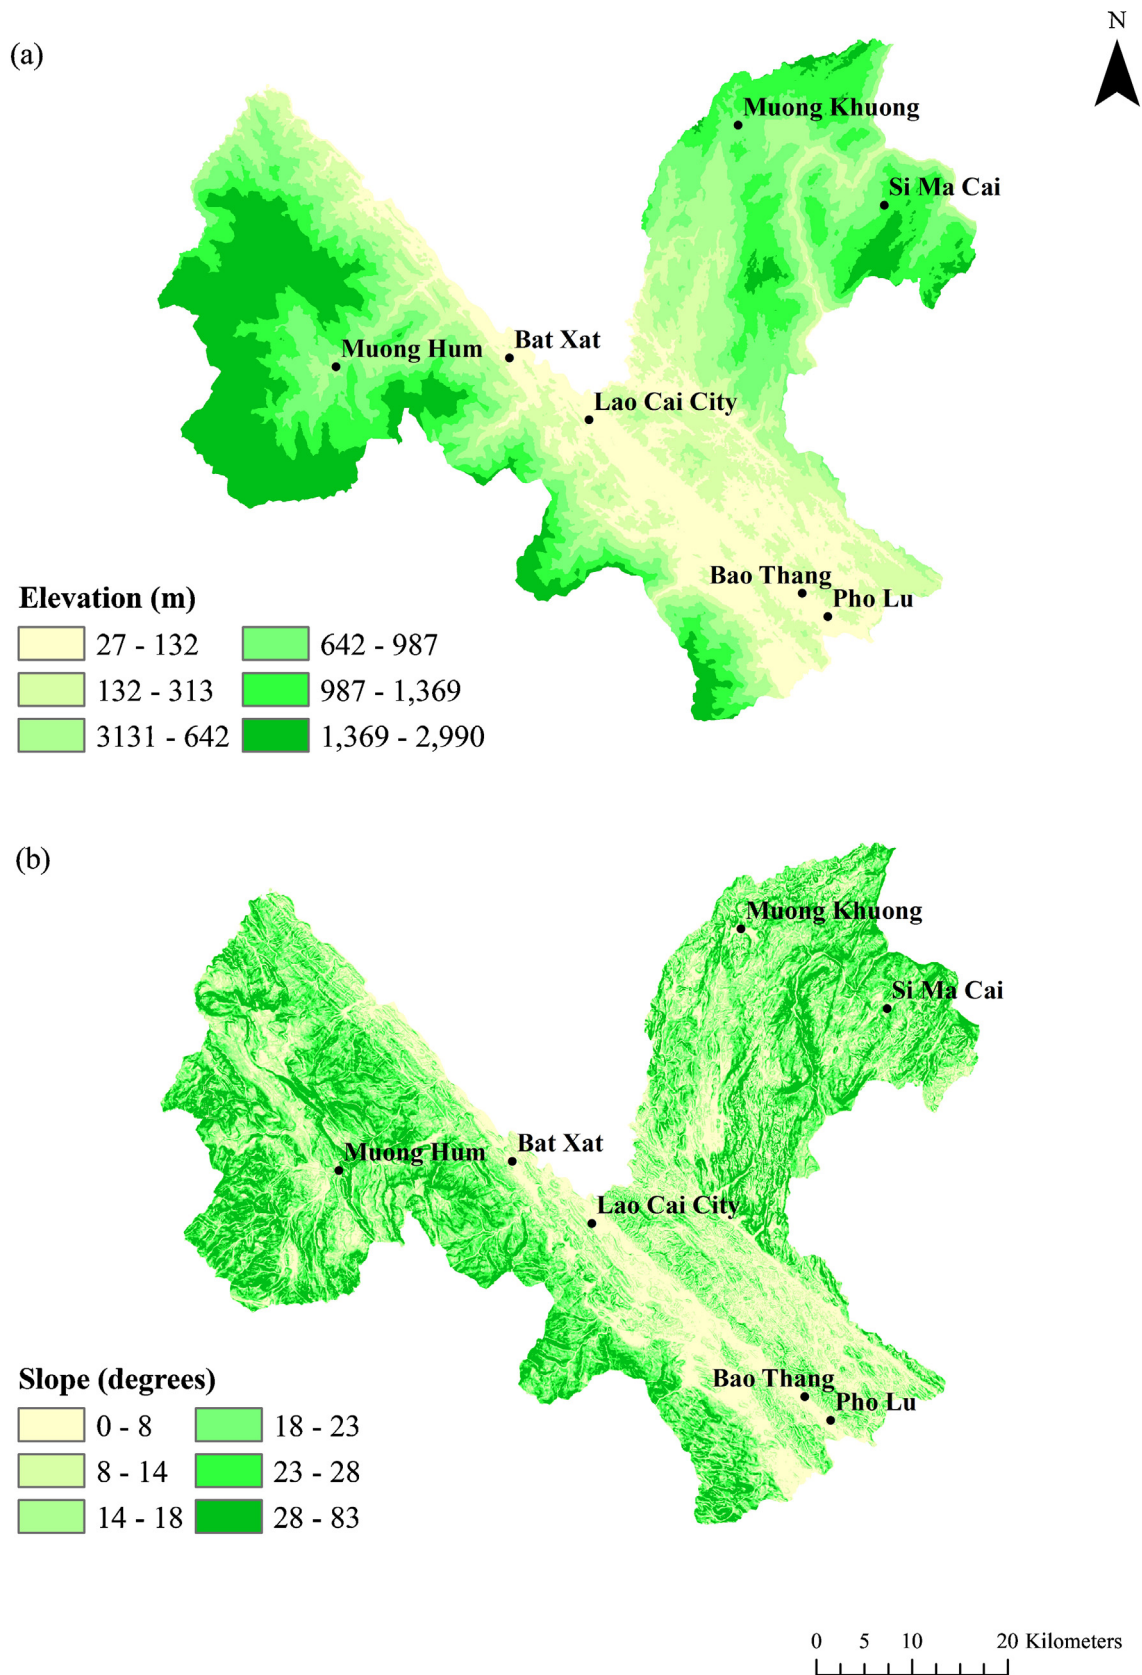 N
(a)
Muong Khuong
Si Ma Cai
Bat Xat
Muong Hum
Lao Cai City
Bao Thang
Pho Lu
Elevation (m)
27 - 132
642 - 987
132 - 313
987 - 1,369
3131 - 642
1,369 - 2,990
(b)
Muong Khuong
Si Ma Cai
Bat Xat
Muong Hum
Lao Cai City
Bao Thang
Pho Lu
Slope (degrees)
0 - 8
18 - 23
8 - 14
23 - 28
14 - 18
28 - 83
0 5 10 20 Kilometers